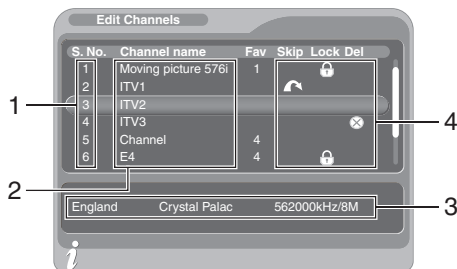 Edit Channels
S. No. Channel name Fav Skip Lock Del
1 Moving picture 576i 1
2 ITV1
3 ITV2
4 ITV3
5 Channel 4
6 E4 4
England Crystal Palac 562000kHz/8M
i
1
2
3
4